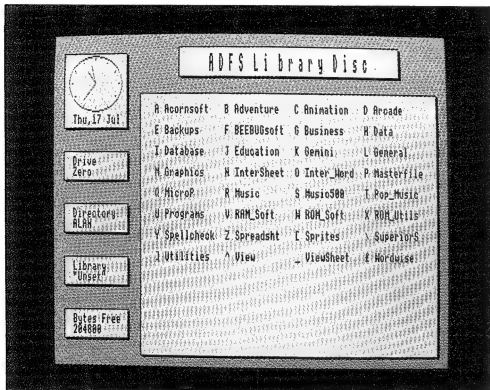 ADFS Library Disc
Thu,17 Jul
A Acornsoft B Adventure C Animation D Arcade
E Backups F BEEBUGsoft G Business H Data
I Database J Education K Gemini L General
M Graphics N InterSheet O Inter_Word P Masterfile
Q MicroP R Music S Music500 T Pop_Music
U Programs V RAM_Soft W ROM_Soft X ROM_Utils
Y Spellcheck Z Spreadsht [ Sprites \ SuperiorS
] Utilities ^ View _ ViewSheet £ Wordwise
Drive
Zero
Directory
ALAN
Library
"Unset"
Bytes Free
204800